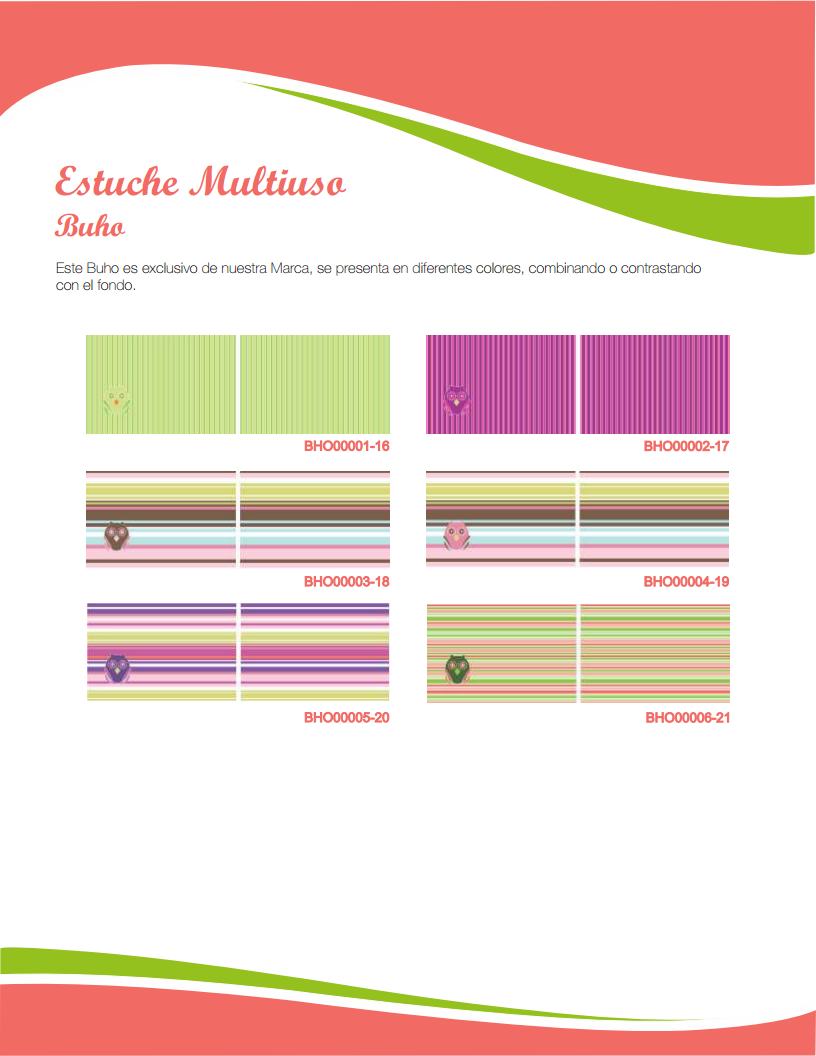 Estuche Multiuso
Buho
Este Buho es exclusivo de nuestra Marca, se presenta en diferentes colores, combinando o contrastando
con el fondo.
BHO00001-16
BHO00002-17
BHO00003-18
BHO00004-19
BHO00005-20
BHO00006-21